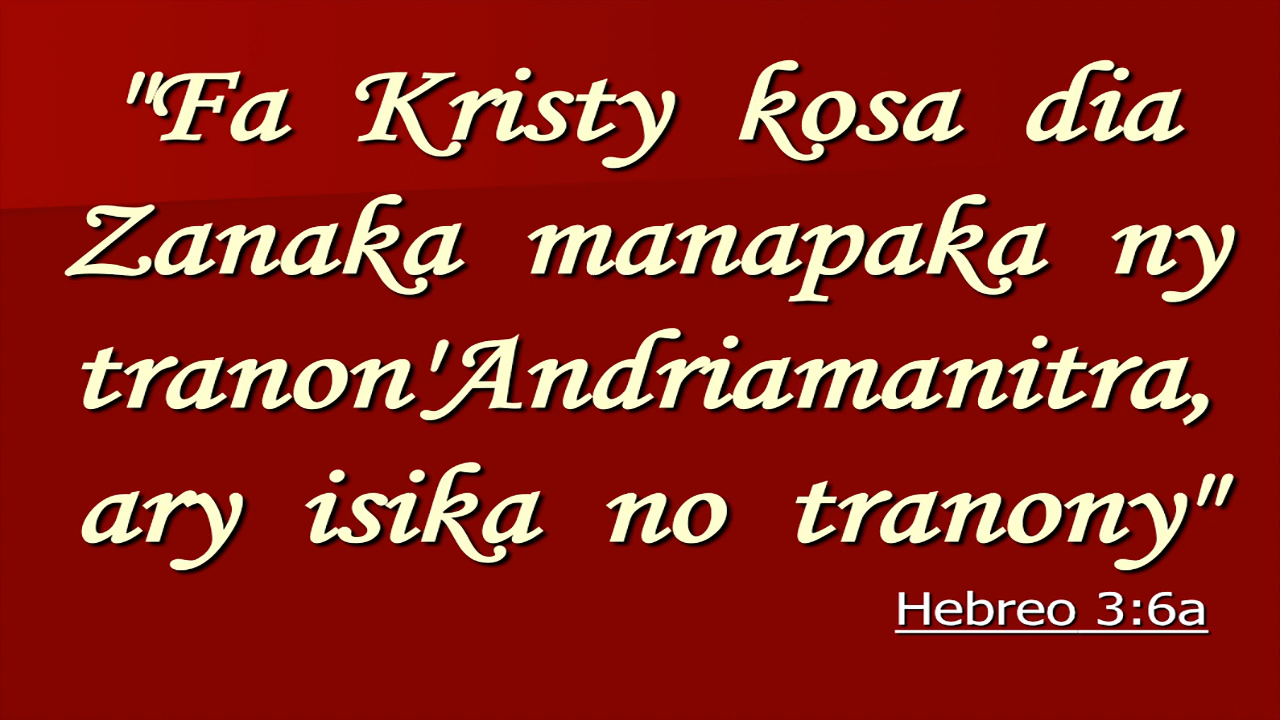 "Fa Kristy kosa dia
Zanaka manapaka ny
tranon'Andriamanitra,
ary isika no tranony"
Hebreo 3:6a